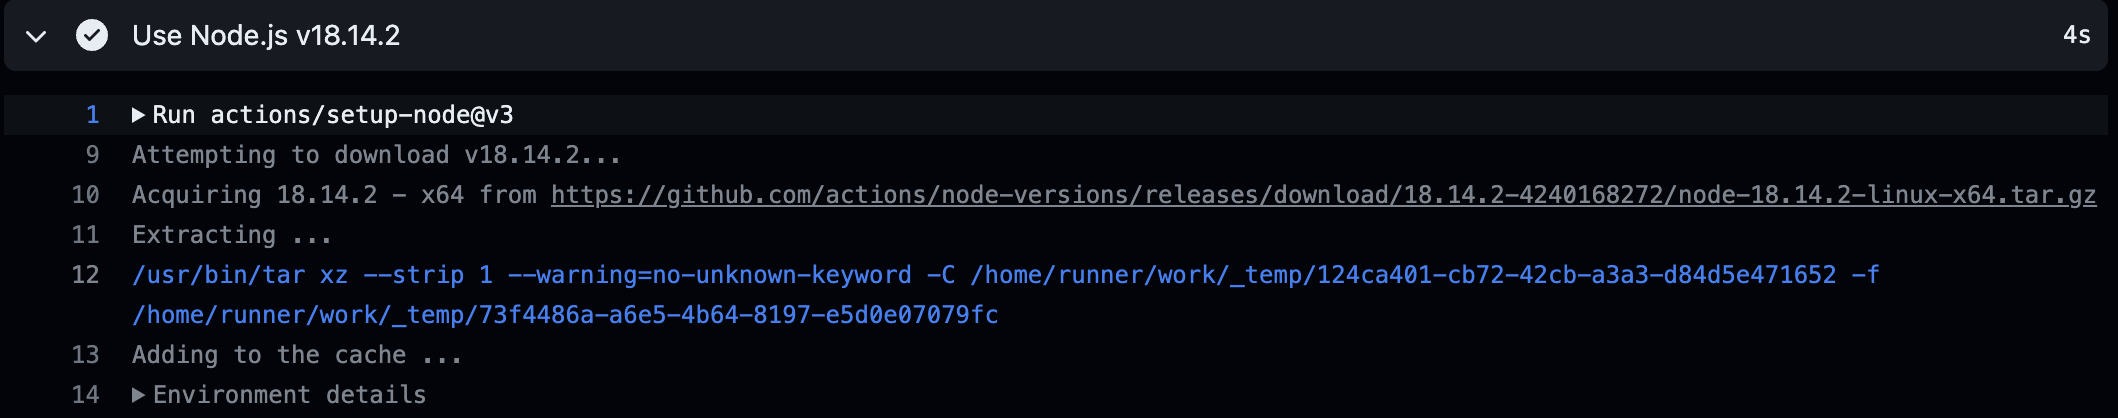 Use Node.js v18.14.2 4s
1 Run actions/setup-node@v3
9 Attempting to download v18.14.2...
10 Acquiring 18.14.2 - x64 from https://github.com/actions/node-versions/releases/download/18.14.2-4240168272/node-18.14.2-linux-x64.tar.gz
11 Extracting ...
12 /usr/bin/tar xz --strip 1 --warning=no-unknown-keyword -C /home/runner/work/_temp/124ca401-cb72-42cb-a3a3-d84d5e471652 -f
/home/runner/work/_temp/73f4486a-a6e5-4b64-8197-e5d0e07079fc
13 Adding to the cache ...
14 Environment details